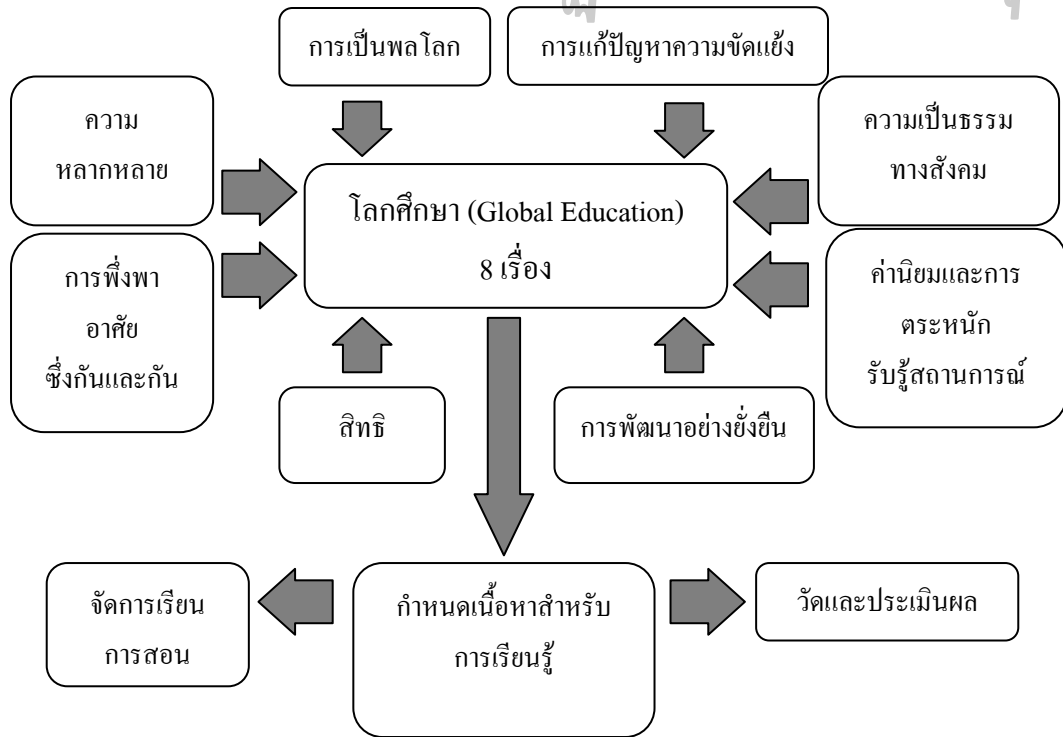 การเป็นพลโลก
การแก้ปัญหาความขัดแย้ง
ความ
หลากหลาย
ความเป็นธรรม
ทางสังคม
โลกศึกษา (Global Education)
8 เรื่อง
การพึ่งพา
อาศัย
ซึ่งกันและกัน
ค่านิยมและการ
ตระหนัก
รับรู้สถานการณ์
สิทธิ
การพัฒนาอย่างยั่งยืน
จัดการเรียน
การสอน
กำหนดเนื้อหาสำหรับ
การเรียนรู้
วัดและประเมินผล